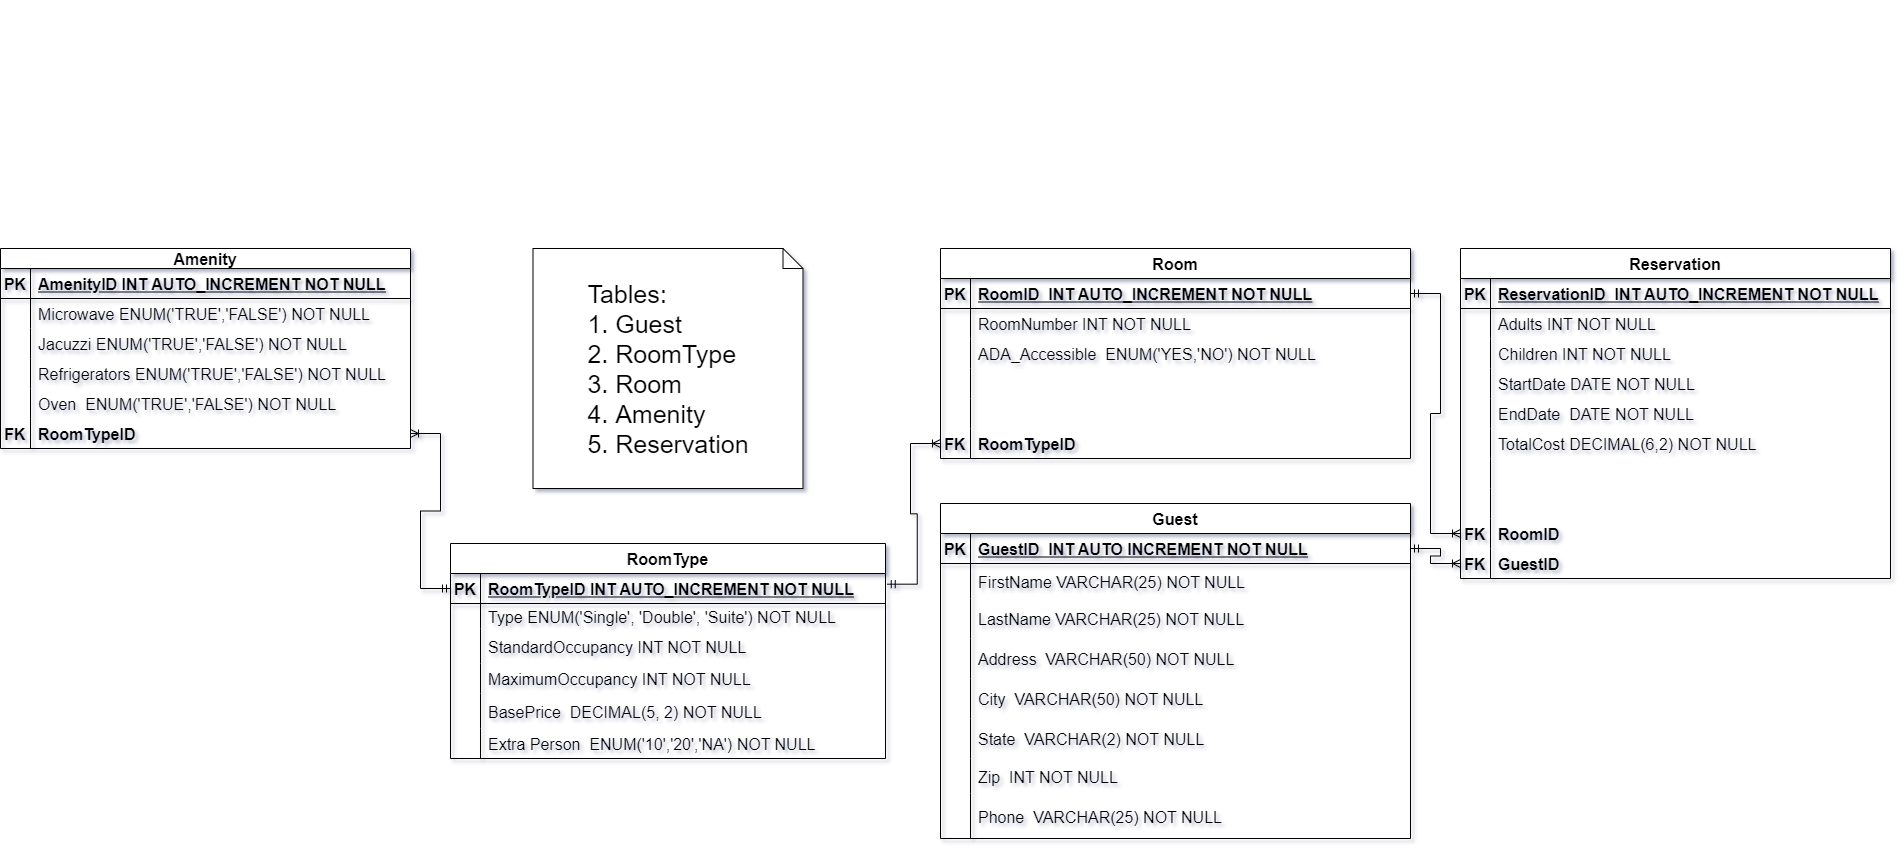 Amenity
PK AmenityID INT AUTO_INCREMENT NOT NULL
Microwave ENUM('TRUE','FALSE') NOT NULL
Jacuzzi ENUM('TRUE','FALSE') NOT NULL
Refrigerators ENUM('TRUE','FALSE') NOT NULL
Oven ENUM('TRUE','FALSE') NOT NULL
FK RoomTypeID
Tables:
1. Guest
2. RoomType
3. Room
4. Amenity
5. Reservation
RoomType
PK RoomTypeID INT AUTO_INCREMENT NOT NULL
Type ENUM('Single', 'Double', 'Suite') NOT NULL
StandardOccupancy INT NOT NULL
MaximumOccupancy INT NOT NULL
BasePrice DECIMAL(5, 2) NOT NULL
Extra Person ENUM('10','20','NA') NOT NULL
Room
PK RoomID INT AUTO_INCREMENT NOT NULL
RoomNumber INT NOT NULL
ADA_Accessible ENUM('YES,'NO') NOT NULL
FK RoomTypeID
Guest
PK GuestID INT AUTO INCREMENT NOT NULL
FirstName VARCHAR(25) NOT NULL
LastName VARCHAR(25) NOT NULL
Address VARCHAR(50) NOT NULL
City VARCHAR(50) NOT NULL
State VARCHAR(2) NOT NULL
Zip INT NOT NULL
Phone VARCHAR(25) NOT NULL
Reservation
PK ReservationID INT AUTO_INCREMENT NOT NULL
Adults INT NOT NULL
Children INT NOT NULL
StartDate DATE NOT NULL
EndDate DATE NOT NULL
TotalCost DECIMAL(6,2) NOT NULL
FK RoomID
FK GuestID